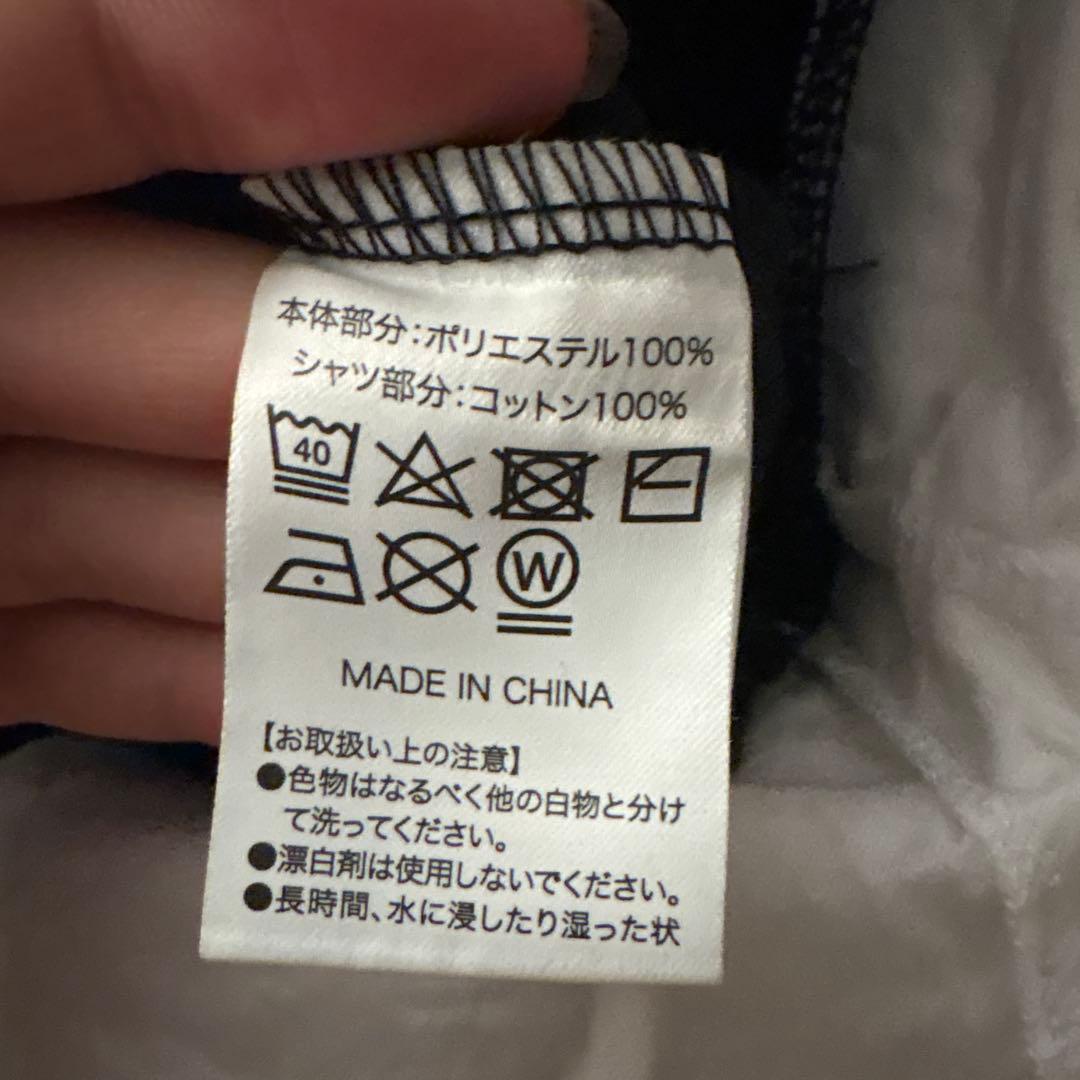 本体部分:ポリエステル100%
シャツ部分:コットン100%
40
W
MADE IN CHINA
【お取扱い上の注意】
●色物はなるべく他の白物と分け
て洗ってください。
●漂白剤は使用しないでください。
●長時間、水に浸したり湿った状